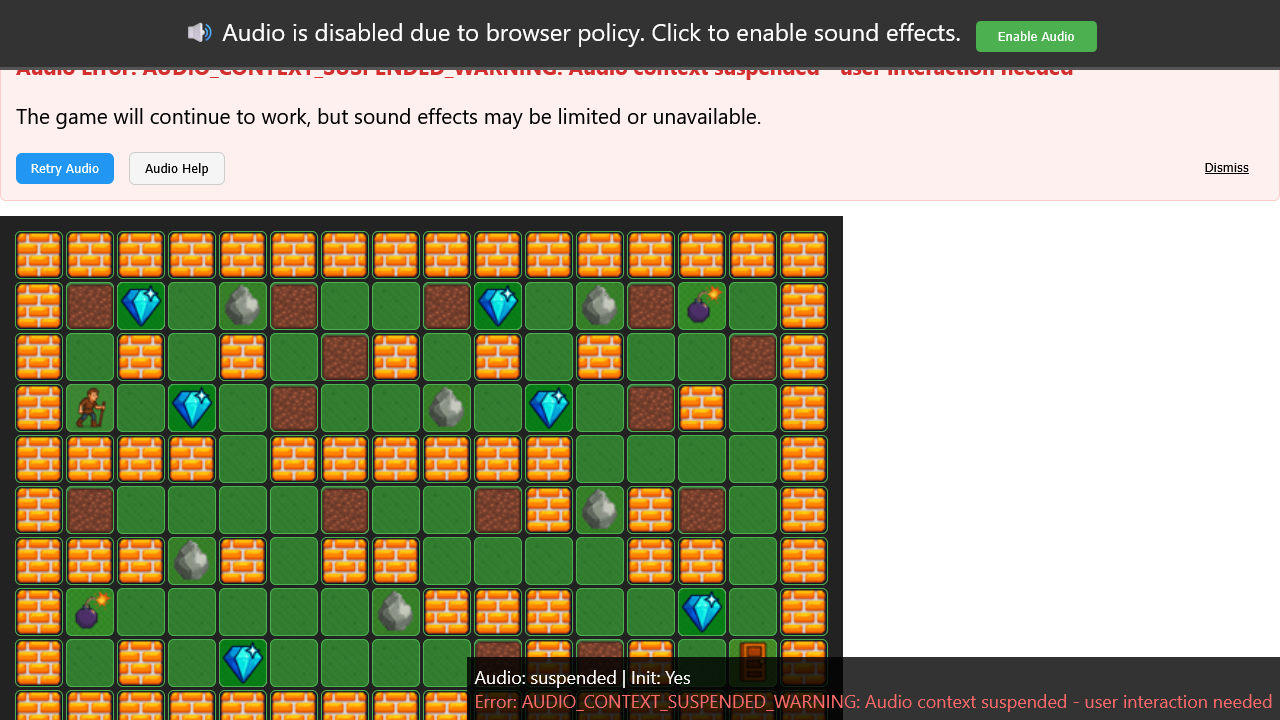 Audio is disabled due to browser policy. Click to enable sound effects.
Enable Audio
Audio Error: AUDIO_CONTEXT_SUSPENDED_WARNING: Audio context suspended - user interaction needed
The game will continue to work, but sound effects may be limited or unavailable.
Retry Audio
Audio Help
Dismiss
Audio: suspended | Init: Yes
Error: AUDIO_CONTEXT_SUSPENDED_WARNING: Audio context suspended - user interaction needed